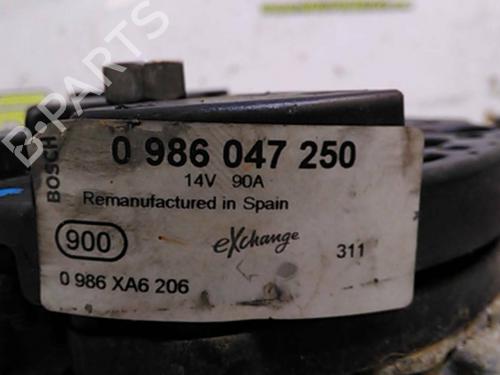 B-PARTS
BOSCH
0 986 047 250
14V 90A
Remanufactured in Spain
900
eXchange
311
0 986 XA6 206